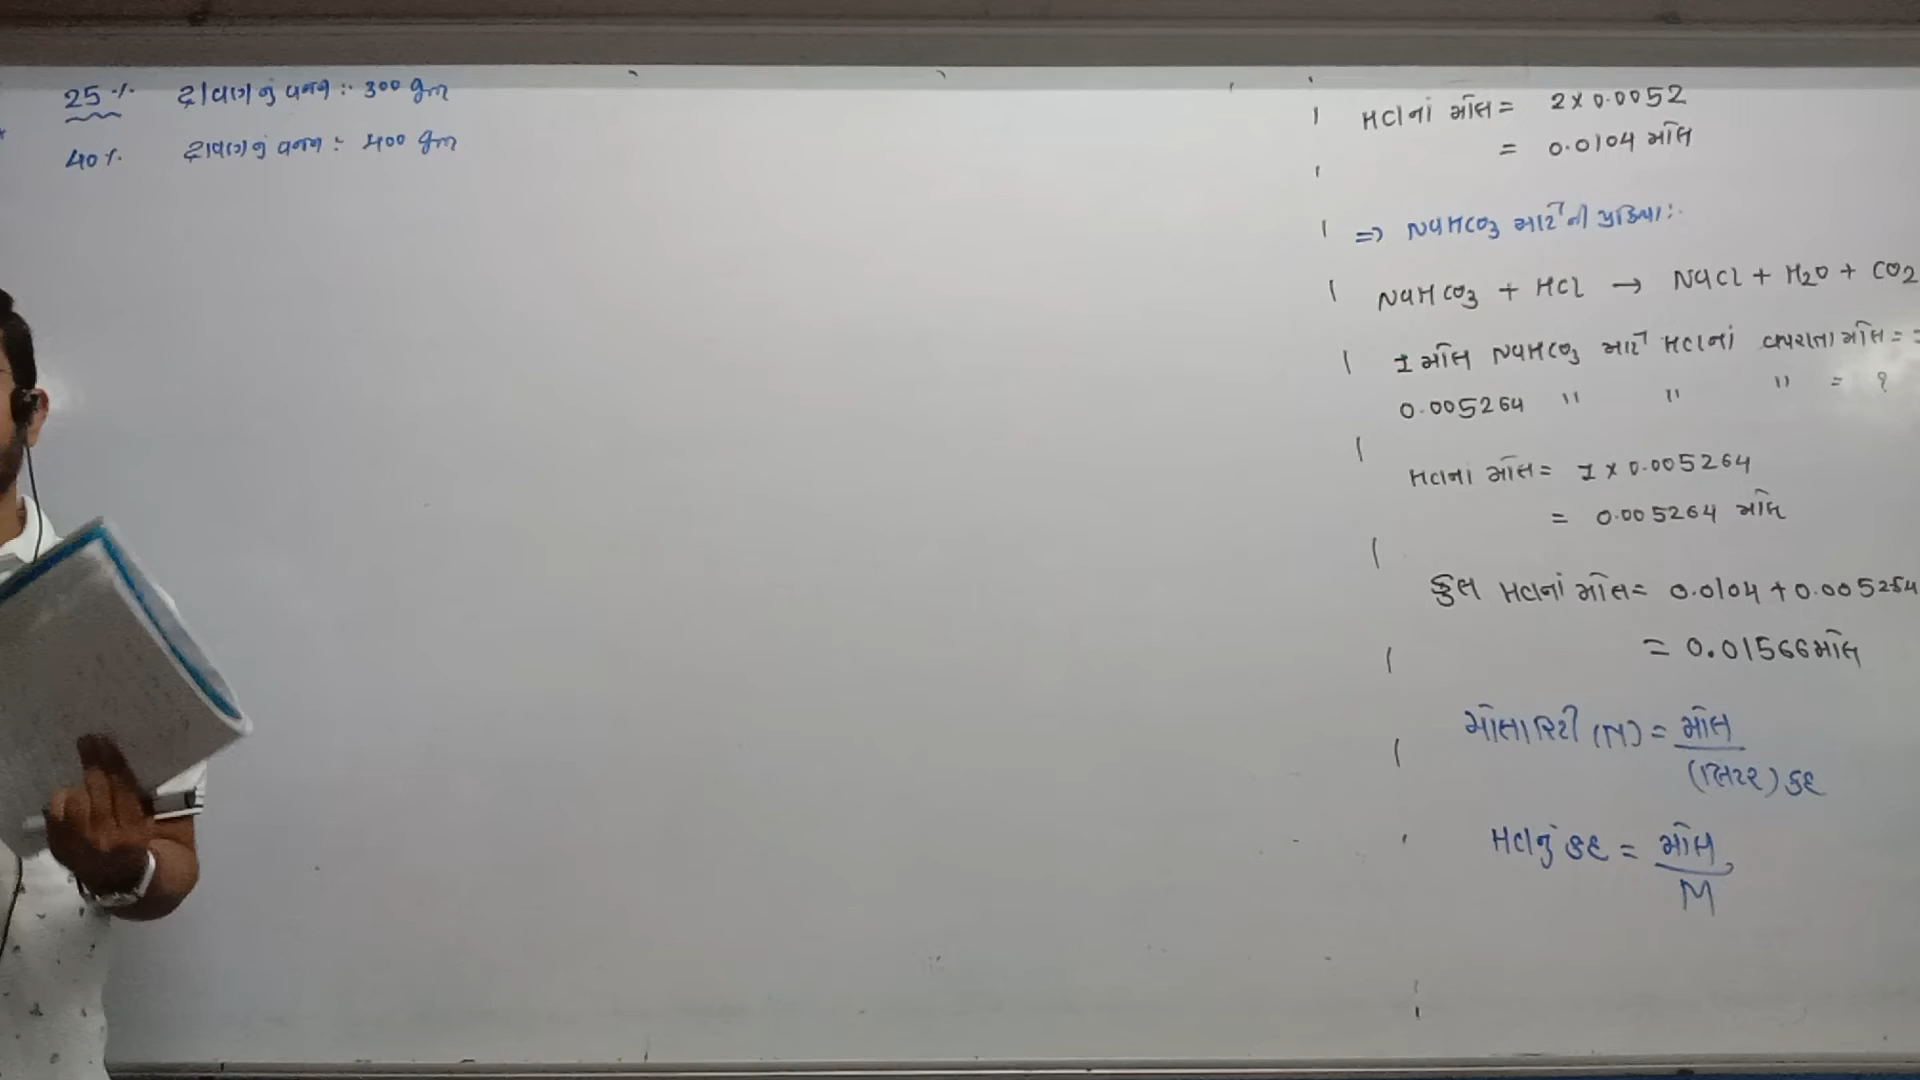 25% દ્રાવણનું વજન :- 300 gm
40% દ્રાવણનું વજન :- 400 gm
HClનાં મોલ = 2 x 0.0052
= 0.0104 મોલ
=> NaHCO3 માટેની પ્રક્રિયા :-
NaHCO3 + HCl → NaCl + H2O + CO2
1 મોલ NaHCO3 માટે HClનાં વપરાતા મોલ =
0.005264 " " " = ?
HClના મોલ = 1 x 0.005264
= 0.005264 મોલ
કુલ HClનાં મોલ = 0.0104 + 0.005264
= 0.01566 મોલ
મોલારિટી (M) = મોલ
(લિટર) કદ
HClનું કદ = મોલ
M